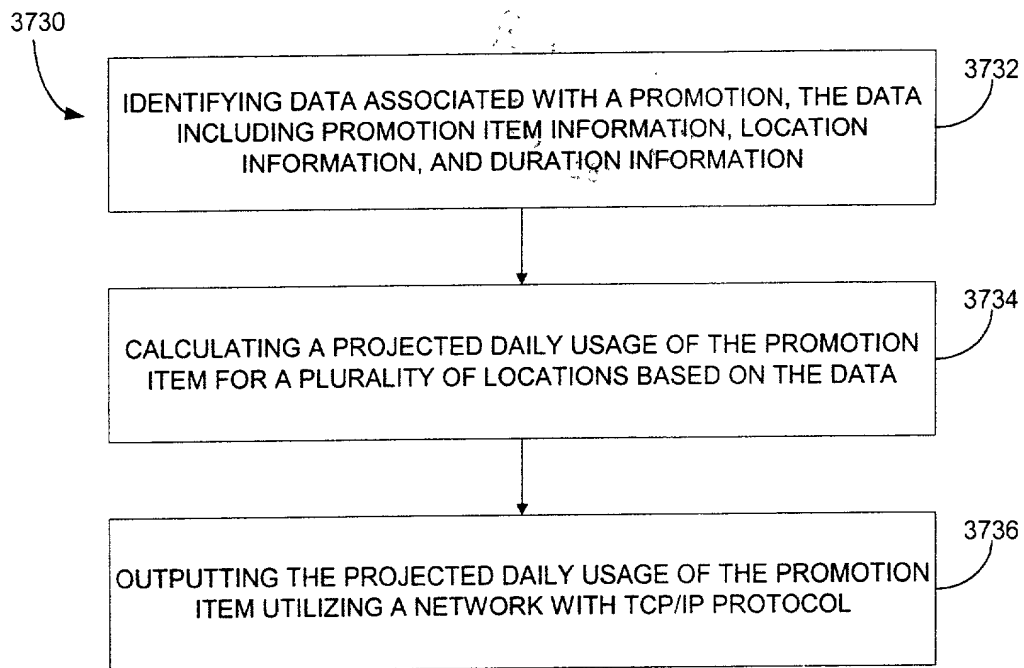 3730
3732
IDENTIFYING DATA ASSOCIATED WITH A PROMOTION, THE DATA
INCLUDING PROMOTION ITEM INFORMATION, LOCATION
INFORMATION, AND DURATION INFORMATION
3734
CALCULATING A PROJECTED DAILY USAGE OF THE PROMOTION
ITEM FOR A PLURALITY OF LOCATIONS BASED ON THE DATA
3736
OUTPUTTING THE PROJECTED DAILY USAGE OF THE PROMOTION
ITEM UTILIZING A NETWORK WITH TCP/IP PROTOCOL